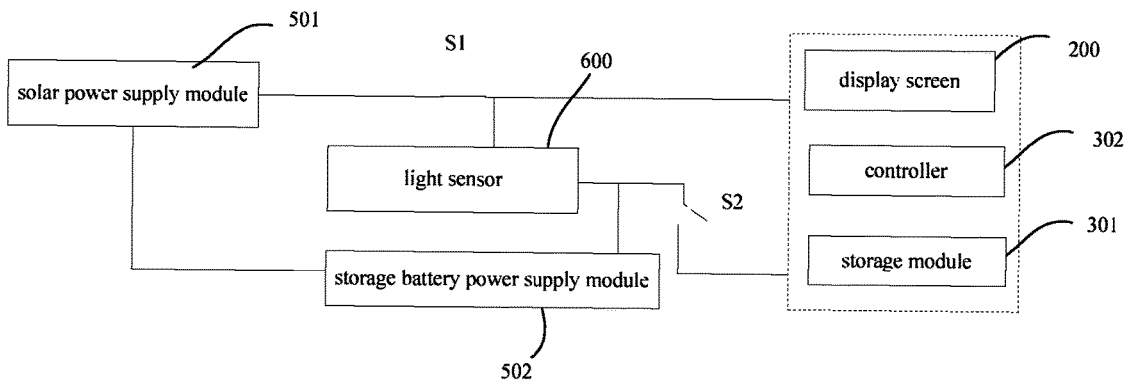 501
S1
200
600
solar power supply module
display screen
302
light sensor
controller
S2
301
storage battery power supply module
storage module
502